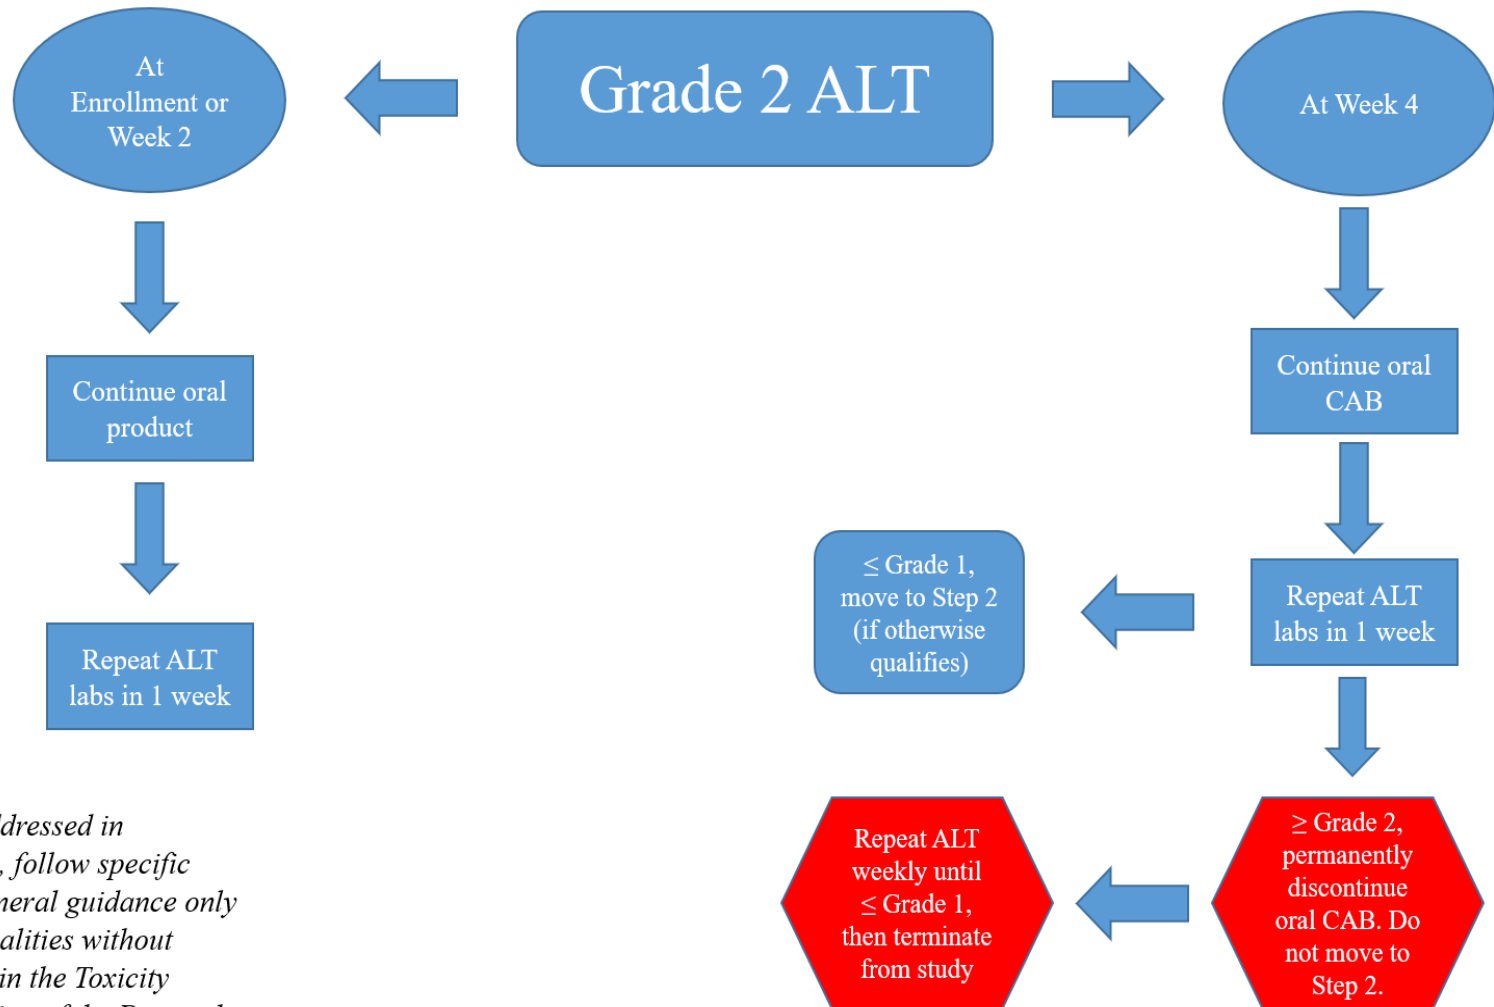 Grade 2 ALT
At
Enrollment or
Week 2
Continue oral
product
Repeat ALT
labs in 1 week
At Week 4
Continue oral
CAB
Repeat ALT
labs in 1 week
≤ Grade 1,
move to Step 2
(if otherwise
qualifies)
≥ Grade 2,
permanently
discontinue
oral CAB. Do
not move to
Step 2.
Repeat ALT
weekly until
≤ Grade 1,
then terminate
from study
in
, follow specific
guidance only
without
in the Toxicity